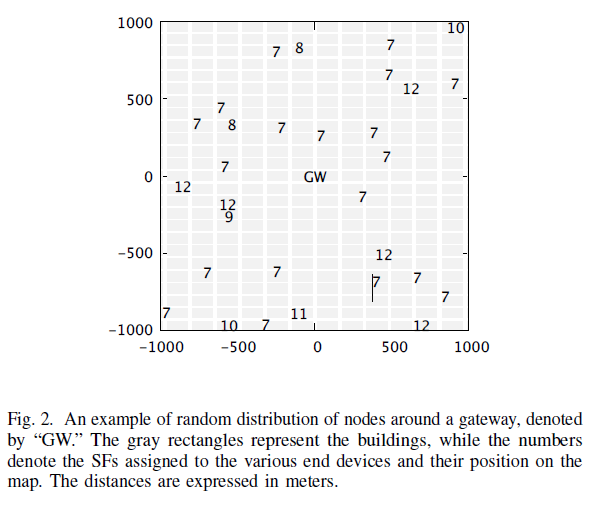 1000
10
7 8 7
7
12 7
500
7
7 8 7
7 7
7
7
0
GW
12
7
12
9
-500
12
7 7 7 7
7
7
11
-1000
10 7 12
-1000 -500 0 500 1000
Fig. 2. An example of random distribution of nodes around a gateway, denoted
by “GW.” The gray rectangles represent the buildings, while the numbers
denote the SFs assigned to the various end devices and their position on the
map. The distances are expressed in meters.